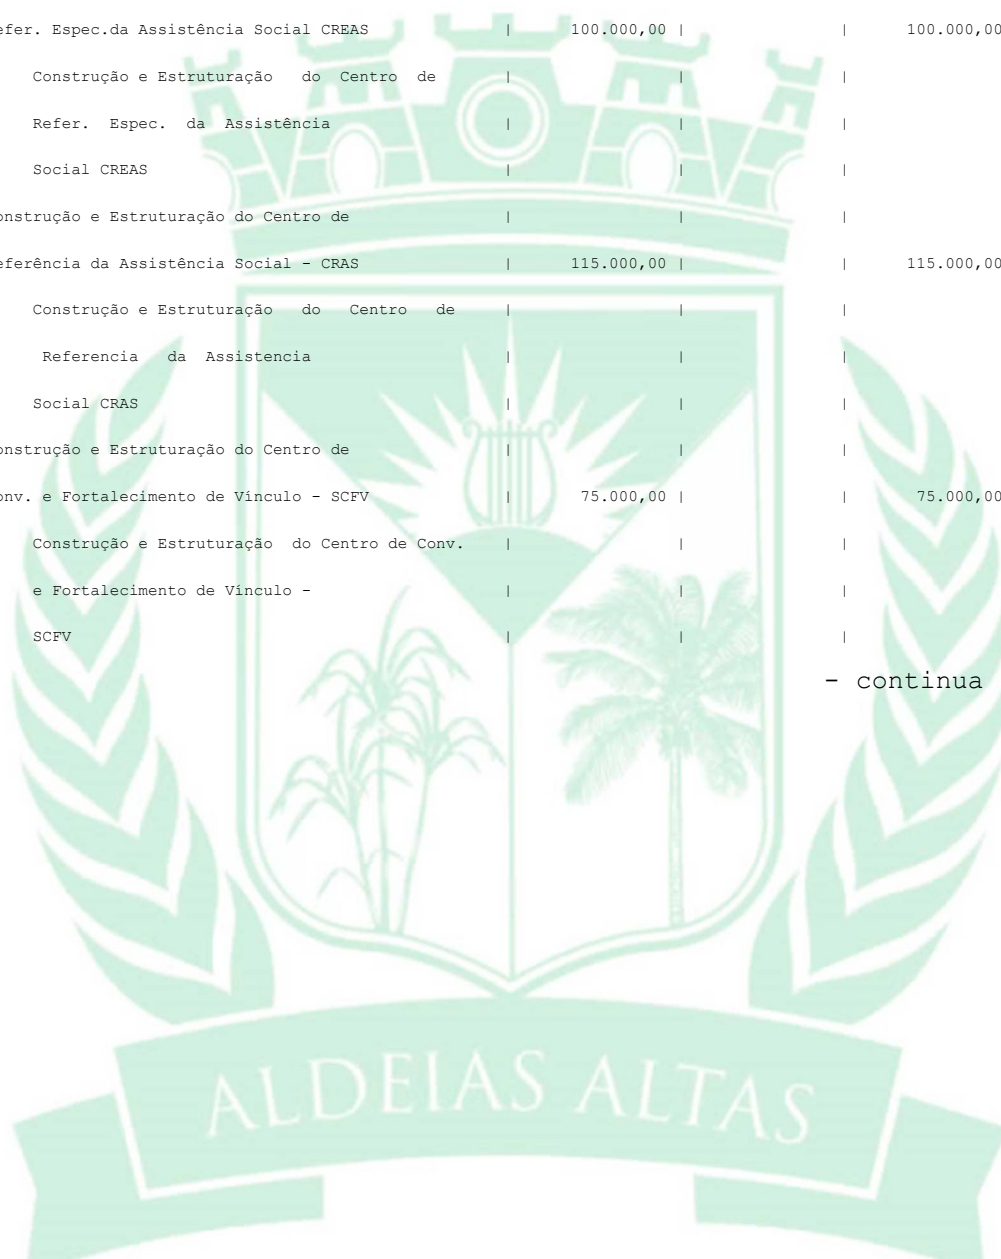 efer. Espec.da Assistência Social CREAS | 100.000,00 | | 100.000,00
Construção e Estruturação do Centro de | | |
Refer. Espec. da Assistência | | |
Social CREAS | | |
onstrução e Estruturação do Centro de | | |
eferência da Assistência Social - CRAS | 115.000,00 | | 115.000,00
Construção e Estruturação do Centro de | | |
Referencia da Assistencia | | |
Social CRAS | | |
onstrução e Estruturação do Centro de | | |
onv. e Fortalecimento de Vínculo - SCFV | 75.000,00 | | 75.000,00
Construção e Estruturação do Centro de Conv. | | |
e Fortalecimento de Vínculo - | | |
SCFV | | |
- continua
ALDEIAS ALTAS